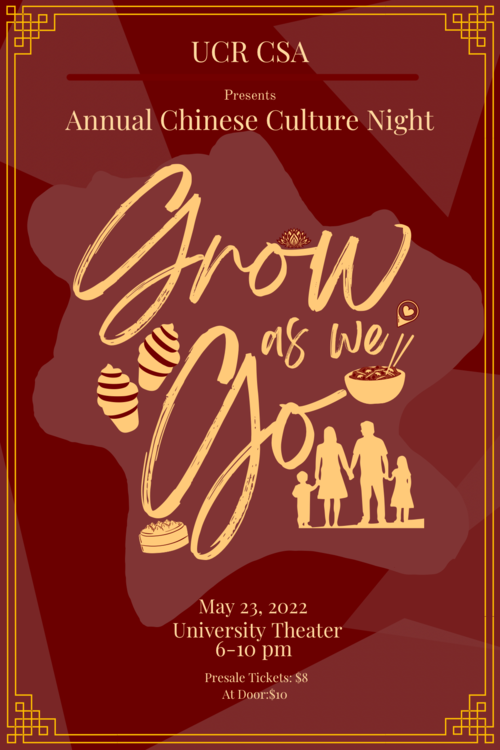 UCR CSA
Presents
Annual Chinese Culture Night
Grow
as we
Go
May 23, 2022
University Theater
6-10 pm
Presale Tickets: $8
At Door:$10